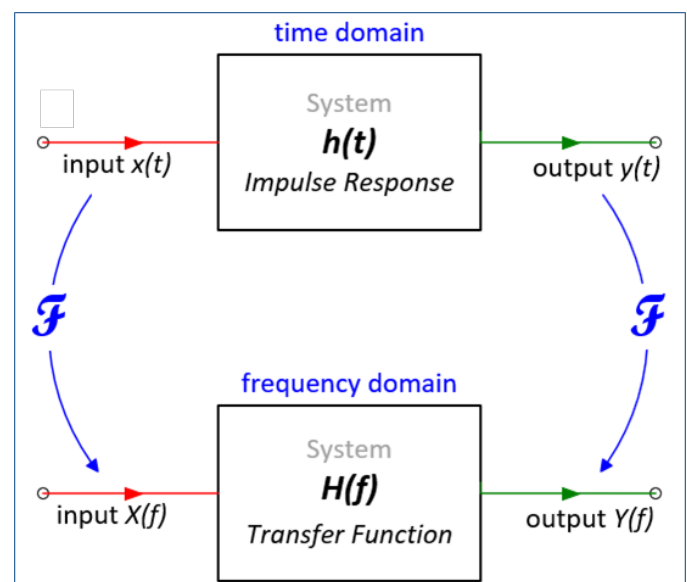 time domain
System
h(t)
Impulse Response
input x(t)
output y(t)
ℱ
ℱ
frequency domain
System
H(f)
Transfer Function
input X(f)
output Y(f)